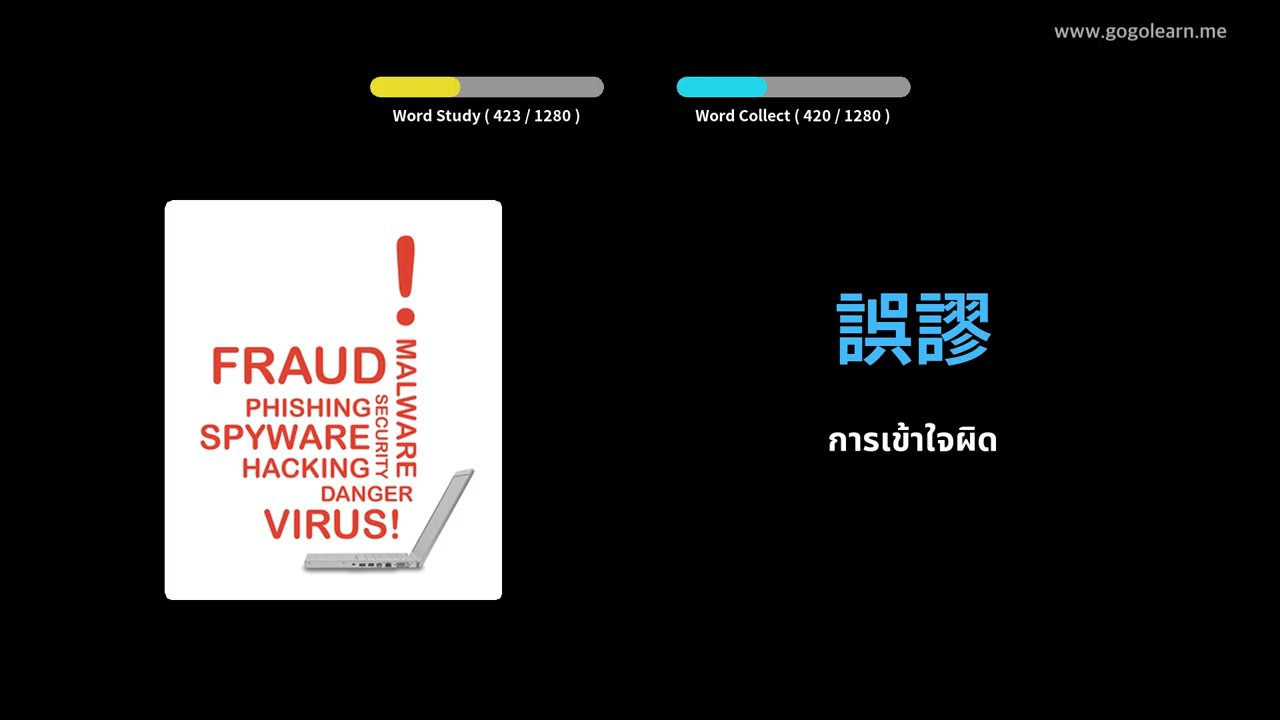 www.gogolearn.me
Word Study ( 423 / 1280 )
Word Collect ( 420 / 1280 )
!
FRAUD
MALWARE
PHISHING
SECURITY
SPYWARE
HACKING
DANGER
VIRUS!
誤謬
การเข้าใจผิด